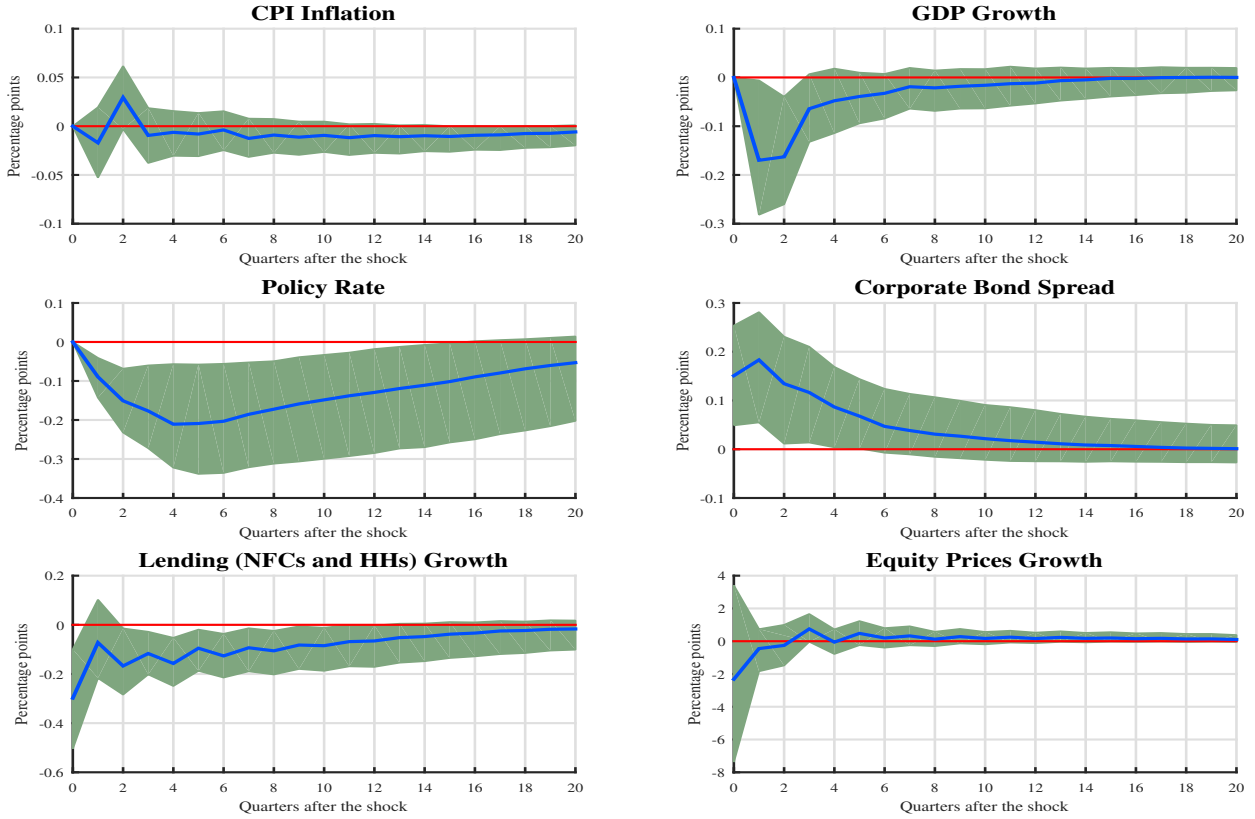 CPI Inflation
Percentage points
0.1
0.05
0
-0.05
-0.1
0 2 4 6 8 10 12 14 16 18 20
Quarters after the shock
GDP Growth
Percentage points
0.1
0
-0.1
-0.2
-0.3
0 2 4 6 8 10 12 14 16 18 20
Quarters after the shock
Policy Rate
Percentage points
0.1
0
-0.1
-0.2
-0.3
-0.4
0 2 4 6 8 10 12 14 16 18 20
Quarters after the shock
Corporate Bond Spread
Percentage points
0.3
0.2
0.1
0
-0.1
0 2 4 6 8 10 12 14 16 18 20
Quarters after the shock
Lending (NFCs and HHs) Growth
Percentage points
0.2
0
-0.2
-0.4
-0.6
0 2 4 6 8 10 12 14 16 18 20
Quarters after the shock
Equity Prices Growth
Percentage points
4
2
0
-2
-4
-6
-8
0 2 4 6 8 10 12 14 16 18 20
Quarters after the shock